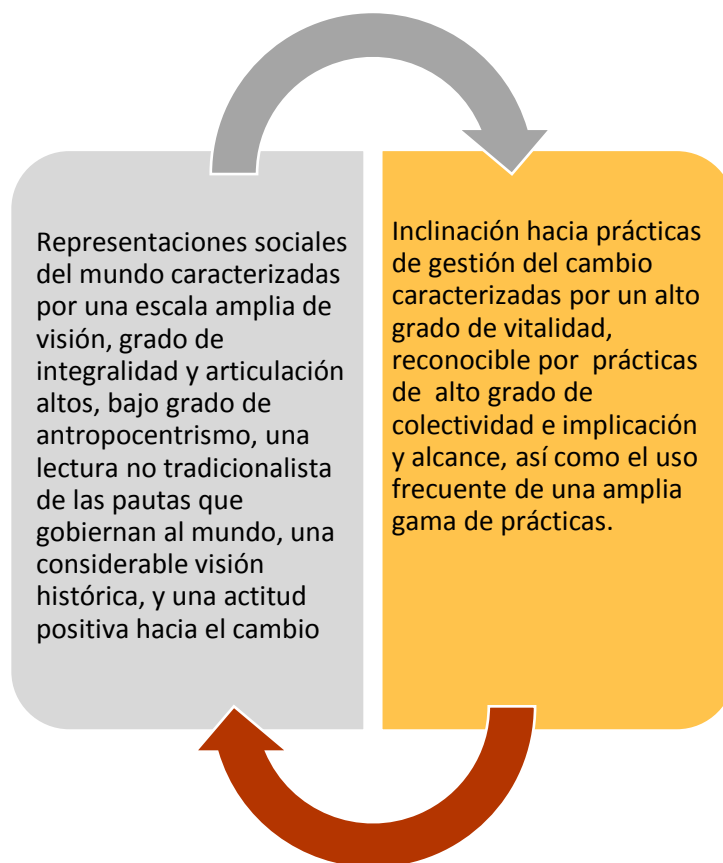 Representaciones sociales
del mundo caracterizadas
por una escala amplia de
visión, grado de
integralidad y articulación
altos, bajo grado de
antropocentrismo, una
lectura no tradicionalista
de las pautas que
gobiernan al mundo, una
considerable visión
histórica, y una actitud
positiva hacia el cambio
Inclinación hacia prácticas
de gestión del cambio
caracterizadas por un alto
grado de vitalidad,
reconocible por  prácticas
de  alto grado de
colectividad e implicación
y alcance, así como el uso
frecuente de una amplia
gama de prácticas.